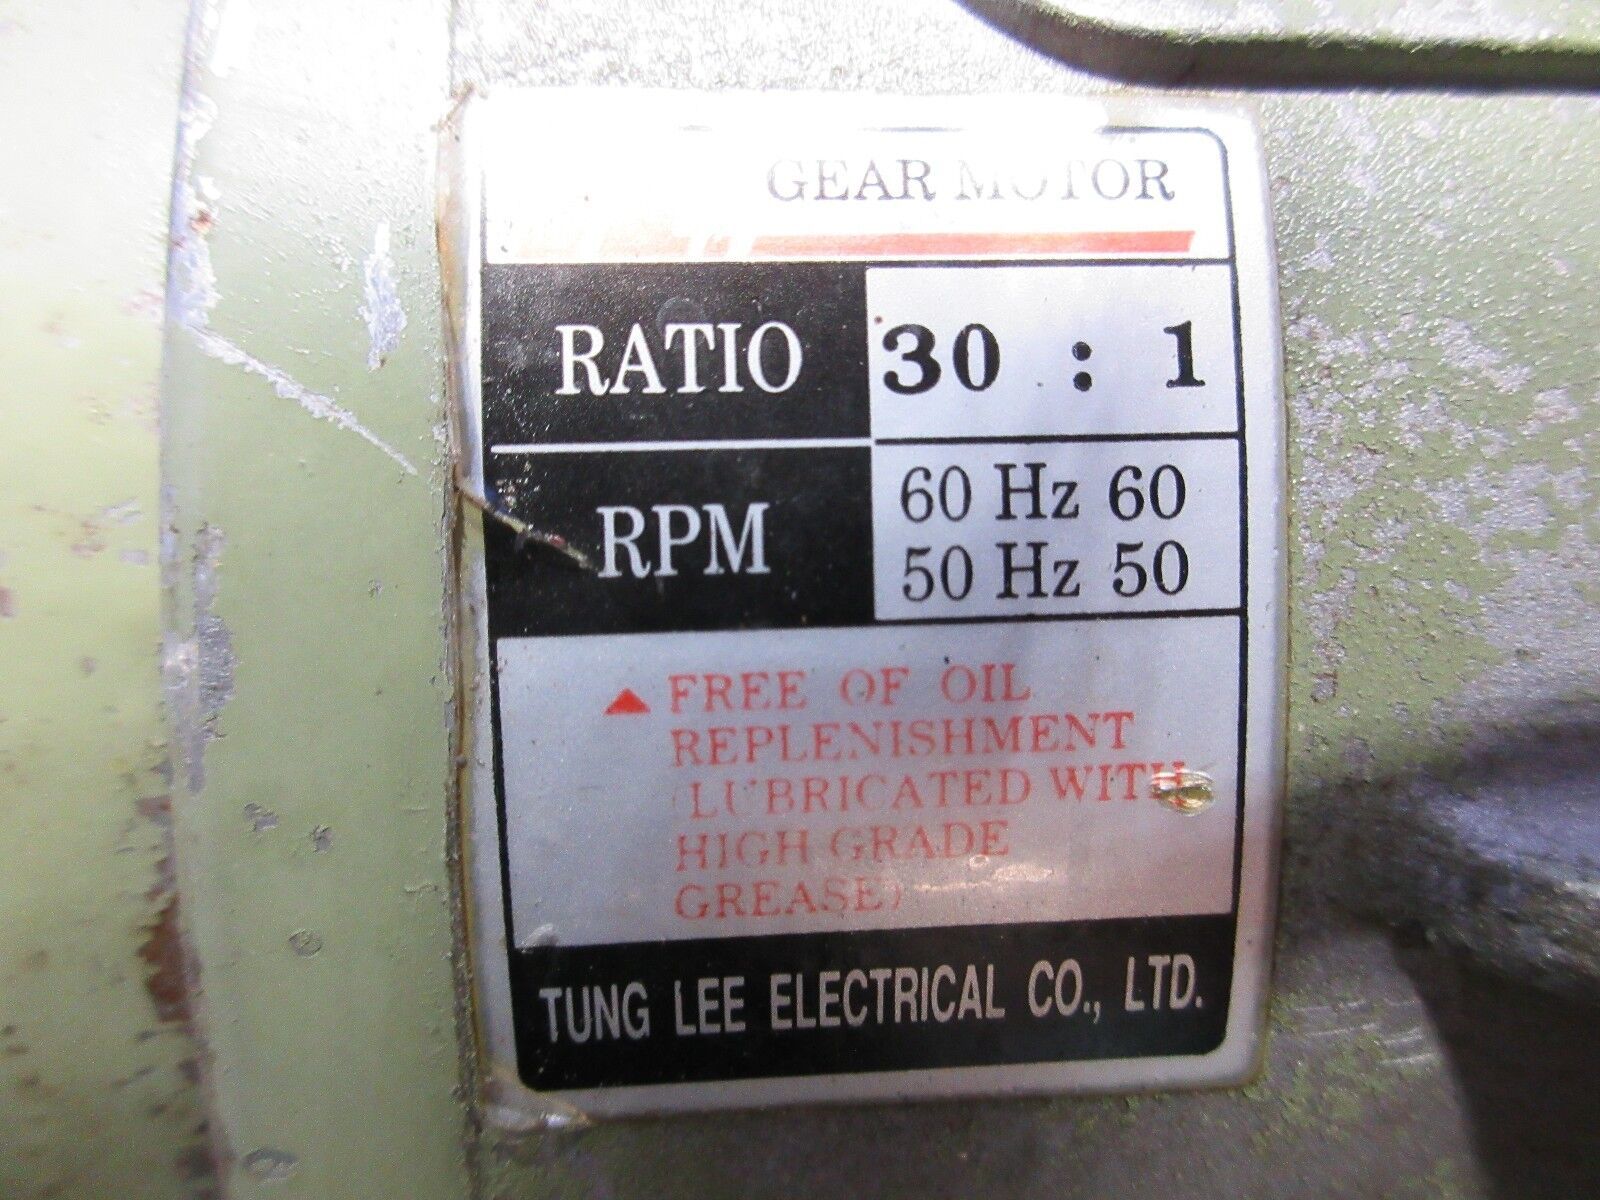 GEAR MOTOR
RATIO 30 : 1
RPM 60 Hz 60
50 Hz 50
▲ FREE OF OIL
REPLENISHMENT
(LUBRICATED WITH
HIGH GRADE
GREASE)
TUNG LEE ELECTRICAL CO., LTD.